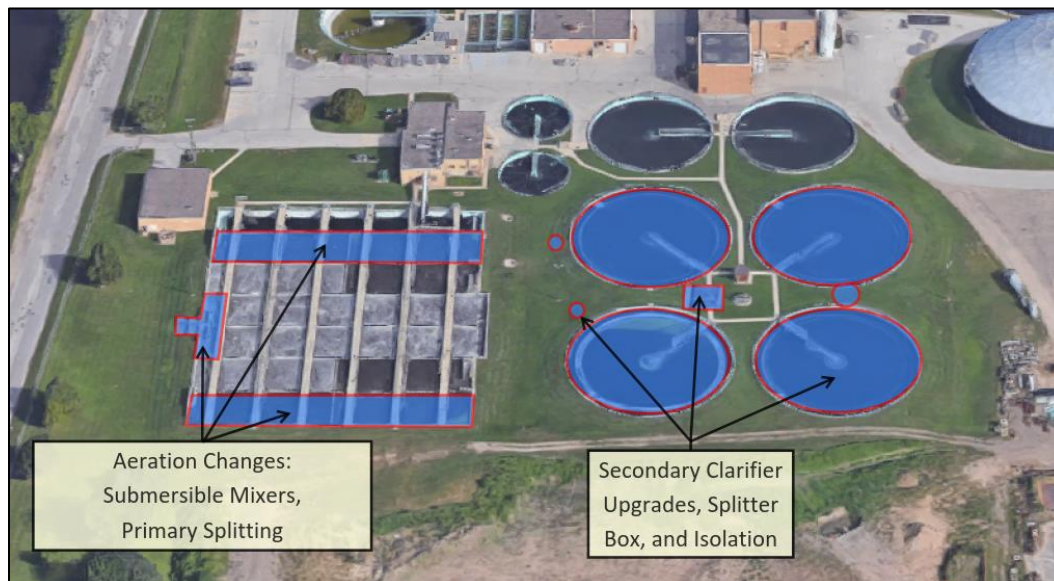 Aeration Changes:
Submersible Mixers,
Primary Splitting
Secondary Clarifier
Upgrades, Splitter
Box, and Isolation